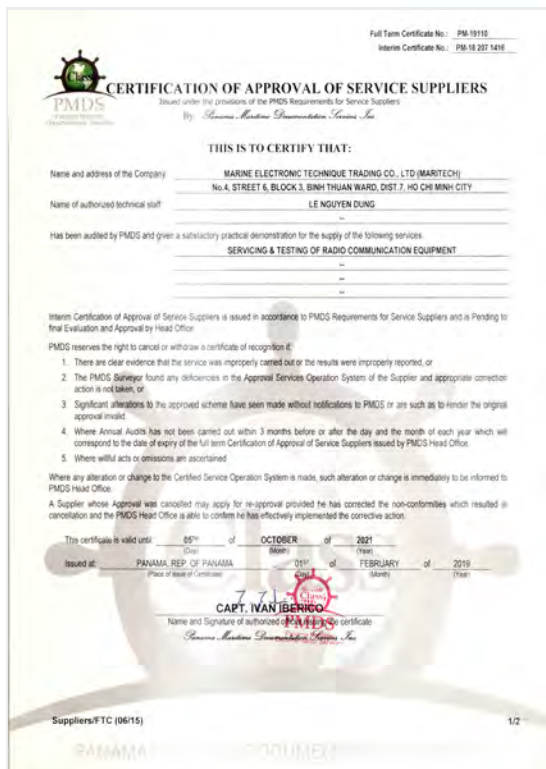 Full Term Certificate No.: PM-19110
Interim Certificate No.: PM-18 207 1416
Class
PMDS
CERTIFICATION OF APPROVAL OF SERVICE SUPPLIERS
Issued under the provisions of the PMDS Requirements for Service Suppliers
By: Panama Maritime Documentation Services Inc.
THIS IS TO CERTIFY THAT:
Name and address of the Company MARINE ELECTRONIC TECHNIQUE TRADING CO., LTD (MARITECH)
No.4, STREET 6, BLOCK 3, BINH THUAN WARD, DIST.7, HO CHI MINH CITY
Name of authorized technical staff LE NGUYEN DUNG
--
Has been audited by PMDS and given a satisfactory practical demonstration for the supply of the following services.
SERVICING & TESTING OF RADIO COMMUNICATION EQUIPMENT
--
--
--
Interim Certification of Approval of Service Suppliers is issued in accordance to PMDS Requirements for Service Suppliers and is Pending to
final Evaluation and Approval by Head Office
PMDS reserves the right to cancel or withdraw a certificate of recognition if:
1. There are clear evidence that the service was improperly carried out or the results were improperly reported, or
2. The PMDS Surveyor found any deficiencies in the Approval Services Operation System of the Supplier and appropriate correction
action is not taken, or
3. Significant alterations to the approved scheme have been made without notifications to PMDS or are such as to render the original
approval invalid.
4. Where Annual Audits has not been carried out within 3 months before or after the day and the month of each year which will
correspond to the date of expiry of the full term Certification of Approval of Service Suppliers issued by PMDS Head Office.
5. Where willful acts or omissions are ascertained
Where any alteration or change to the Certified Service Operation System is made, such alteration or change is immediately to be informed to
PMDS Head Office.
A Supplier whose Approval was cancelled may apply for re-approval provided he has corrected the non-conformities which resulted in
cancellation and the PMDS Head Office is able to confirm he has effectively implemented the corrective action.
This certificate is valid until: 05TH of OCTOBER of 2021
(Day) (Month) (Year)
Issued at: PANAMA, REP. OF PANAMA 01ST of FEBRUARY of 2019
(Place of issue of Certificate) (Day) (Month) (Year)
CAPT. IVAN IBERICO
Name and Signature of authorized official issuing the certificate
Panama Maritime Documentation Services Inc.
Class
PMDS
Suppliers/FTC (06/15) 1/2